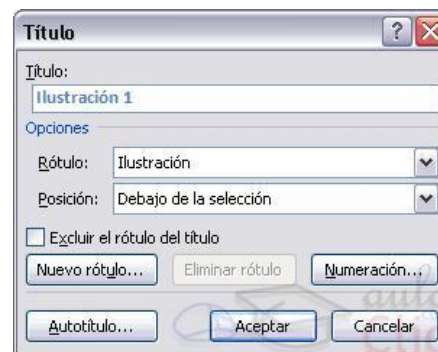 Título
Título:
Ilustración 1
Opciones
Rótulo: Ilustración
Posición: Debajo de la selección
Excluir el rótulo del título
Nuevo rótulo... Eliminar rótulo Numeración...
Autotítulo... Aceptar Cancelar